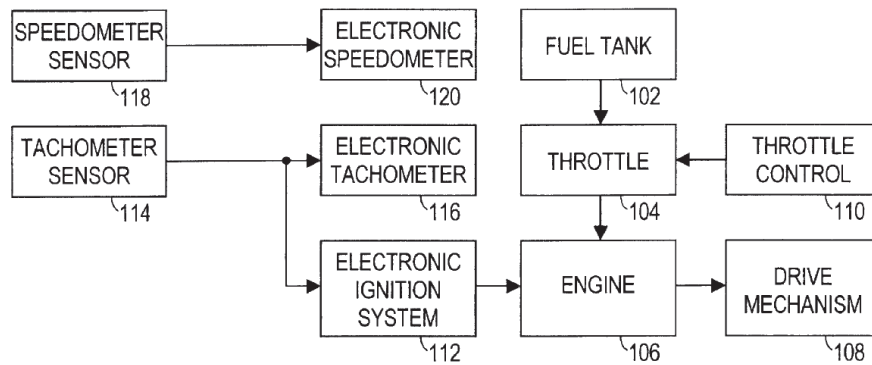 SPEEDOMETER
SENSOR
118
ELECTRONIC
SPEEDOMETER
120
FUEL TANK
102
TACHOMETER
SENSOR
114
ELECTRONIC
TACHOMETER
116
THROTTLE
104
THROTTLE
CONTROL
110
ELECTRONIC
IGNITION
SYSTEM
112
ENGINE
106
DRIVE
MECHANISM
108